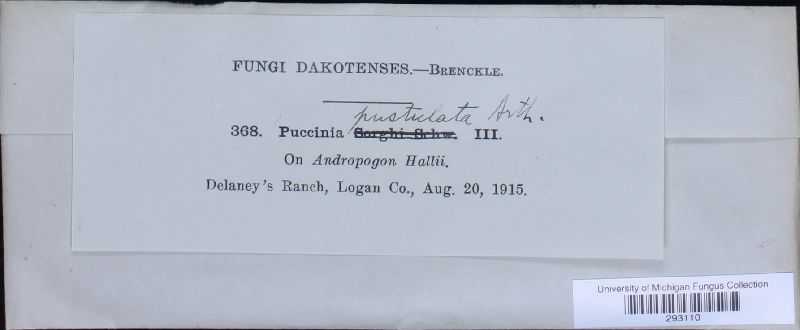 FUNGI DAKOTENSES.—BRENCKLE.
pustulata Arth.
368. Puccinia Sorghi Schw. III.
On Andropogon Hallii.
Delaney's Ranch, Logan Co., Aug. 20, 1915.
University of Michigan Fungus Collection
293110